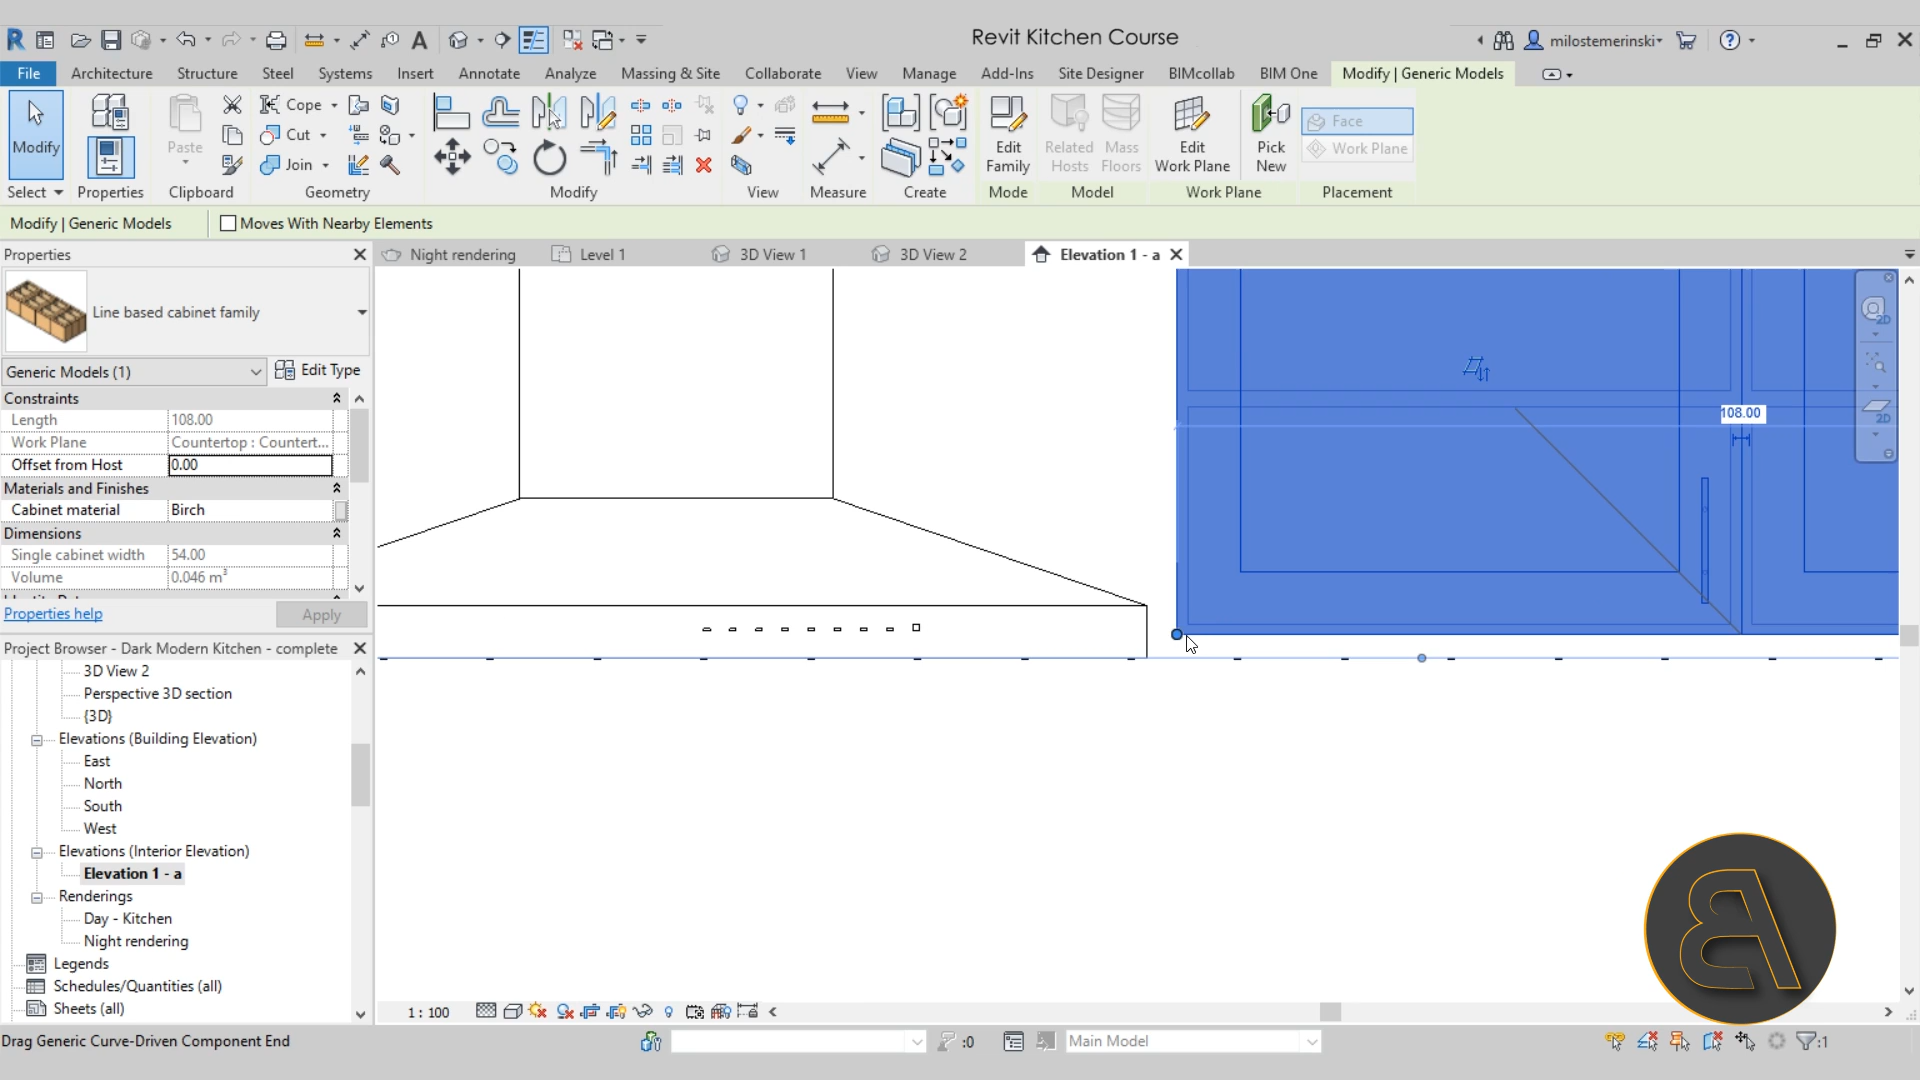 Revit Kitchen Course
milostemerinski
File Architecture Structure Steel Systems Insert Annotate Analyze Massing & Site Collaborate View Manage Add-Ins Site Designer BIMcollab BIM One Modify | Generic Models
Modify
Paste
Cope
Cut
Join
Edit Family
Related Hosts
Mass Floors
Edit Work Plane
Pick New
Face
Work Plane
Select Properties Clipboard Geometry Modify View Measure Create Mode Model Work Plane Placement
Modify | Generic Models Moves With Nearby Elements
Properties
Night rendering Level 1 3D View 1 3D View 2 Elevation 1 - a
Line based cabinet family
Generic Models (1) Edit Type
Constraints
Length 108.00
Work Plane Countertop : Countert...
Offset from Host 0.00
Materials and Finishes
Cabinet material Birch
Dimensions
Single cabinet width 54.00
Volume 0.046 m³
Properties help Apply
108.00
2D
2D
Project Browser - Dark Modern Kitchen - complete
3D View 2
Perspective 3D section
{3D}
Elevations (Building Elevation)
East
North
South
West
Elevations (Interior Elevation)
Elevation 1 - a
Renderings
Day - Kitchen
Night rendering
Legends
Schedules/Quantities (all)
Sheets (all)
1 : 100
Drag Generic Curve-Driven Component End :0 Main Model :1